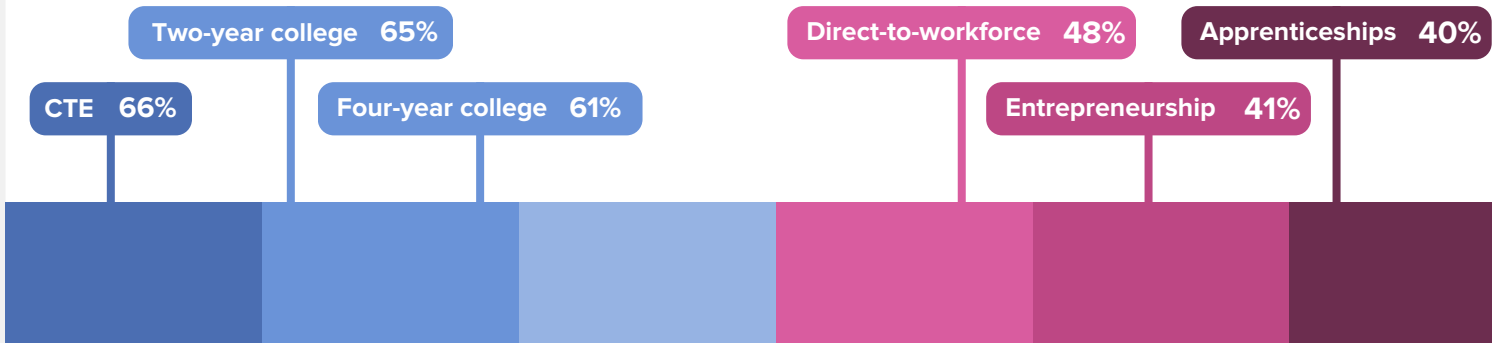 Two-year college 65%
Direct-to-workforce 48%
Apprenticeships 40%
CTE 66%
Four-year college 61%
Entrepreneurship 41%